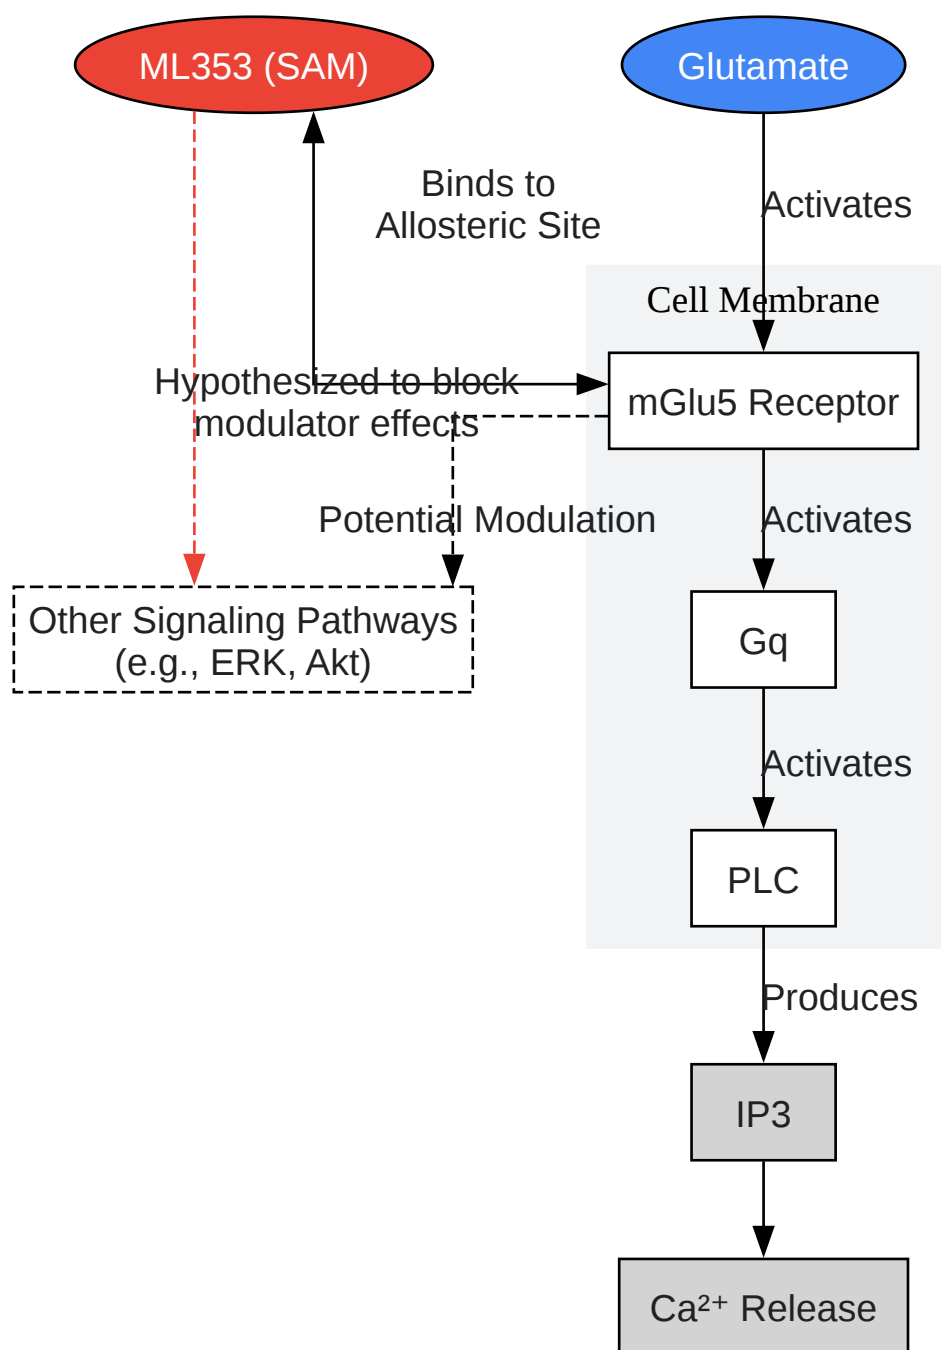 ML353 (SAM)
Glutamate
Binds to
Allosteric Site
Activates
Cell Membrane
Hypothesized to block
modulator effects
mGlu5 Receptor
Potential Modulation
Activates
Other Signaling Pathways
(e.g., ERK, Akt)
Gq
Activates
PLC
Produces
IP3
Ca²⁺ Release